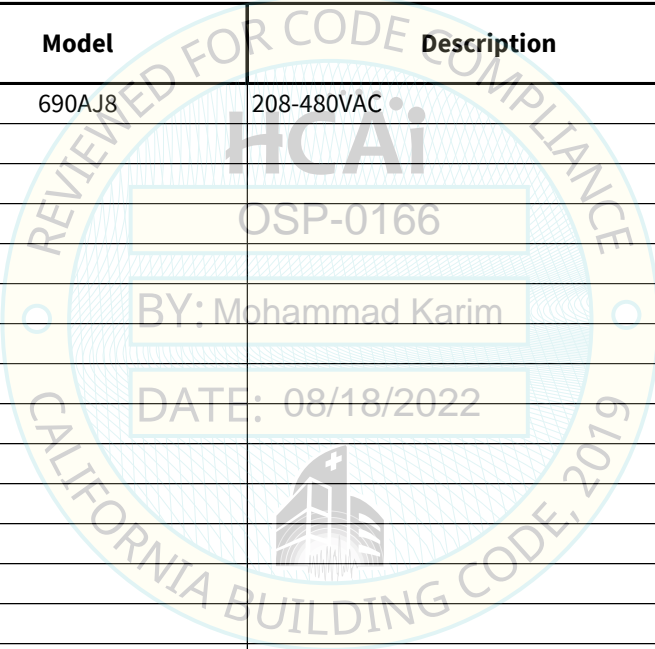 Model Description
690AJ8 208-480VAC
REVIEWED FOR CODE COMPLIANCE
HCAi
OSP-0166
BY: Mohammad Karim
DATE: 08/18/2022
CALIFORNIA BUILDING CODE, 2019